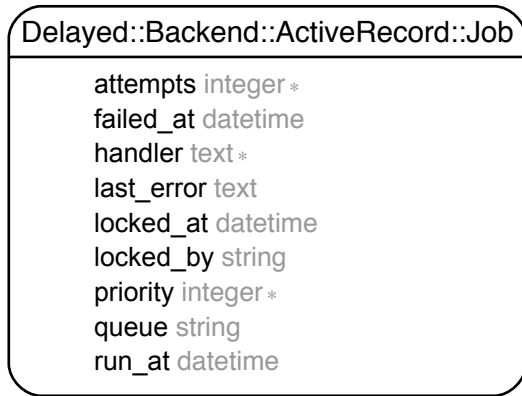 Delayed::Backend::ActiveRecord::Job
attempts integer *
failed_at datetime
handler text *
last_error text
locked_at datetime
locked_by string
priority integer *
queue string
run_at datetime